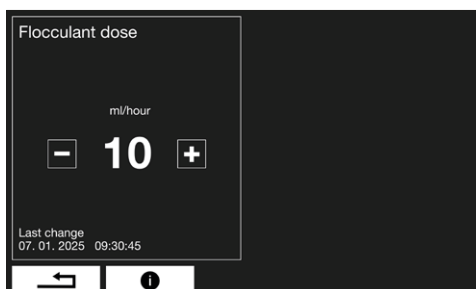 Flocculant dose
ml/hour
− 10 +
Last change
07. 01. 2025 09:30:45